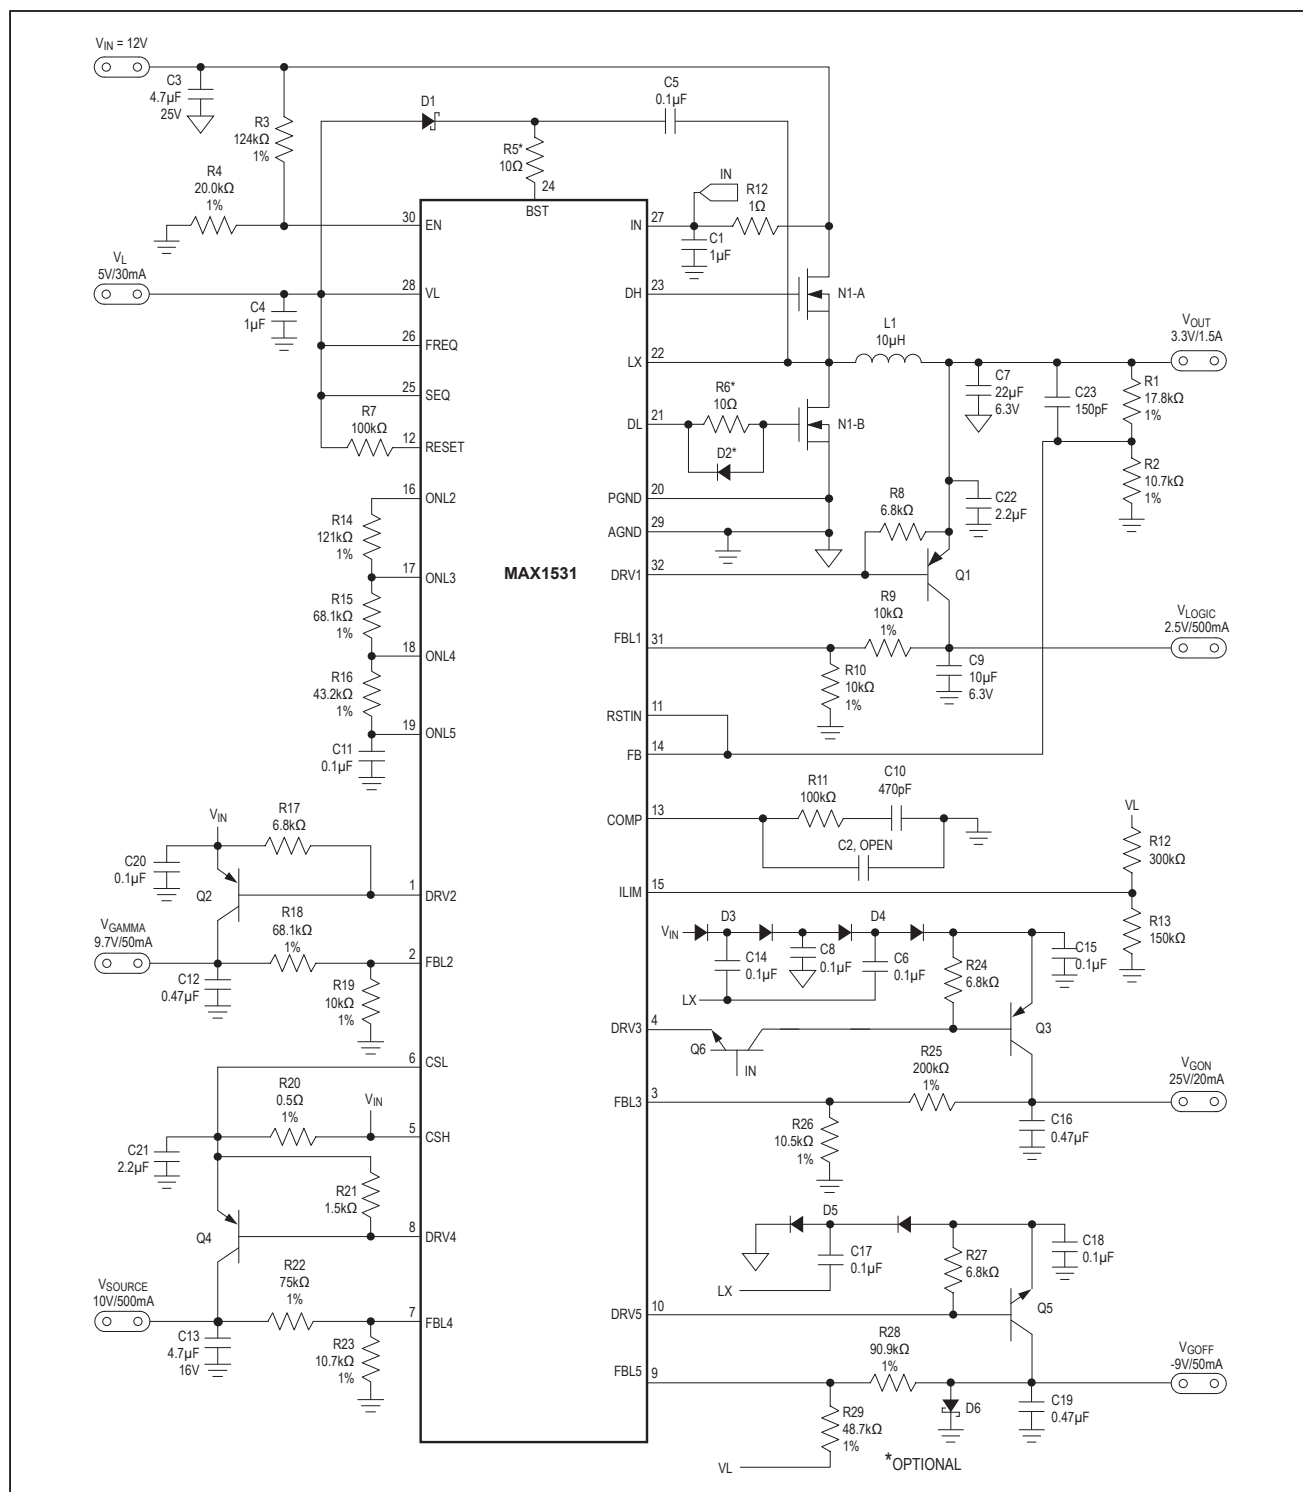 VIN = 12V
C3
4.7µF
25V
R3
124kΩ
1%
R4
20.0kΩ
1%
D1
C5
0.1µF
R5*
10Ω
24
BST
IN
R12
1Ω
30
EN
IN
27
C1
1µF
VL
5V/30mA
28
VL
DH
23
N1-A
C4
1µF
26
FREQ
L1
10µH
VOUT
3.3V/1.5A
LX
22
25
SEQ
C7
22µF
6.3V
C23
150pF
R1
17.8kΩ
1%
R6*
10Ω
R7
100kΩ
12
RESET
DL
21
N1-B
D2*
R2
10.7kΩ
1%
16
ONL2
PGND
20
C22
2.2µF
R8
6.8kΩ
R14
121kΩ
1%
AGND
29
MAX1531
DRV1
32
Q1
17
ONL3
R15
68.1kΩ
1%
R9
10kΩ
1%
VLOGIC
2.5V/500mA
FBL1
31
18
ONL4
R10
10kΩ
1%
C9
10µF
6.3V
R16
43.2kΩ
1%
RSTIN
11
19
ONL5
FB
14
C11
0.1µF
R11
100kΩ
C10
470pF
COMP
13
VL
VIN
R17
6.8kΩ
C2, OPEN
R12
300kΩ
C20
0.1µF
Q2
1
DRV2
ILIM
15
R18
68.1kΩ
1%
R13
150kΩ
VGAMMA
9.7V/50mA
2
FBL2
VIN
D3
D4
C15
0.1µF
C12
0.47µF
R19
10kΩ
1%
C14
0.1µF
C8
0.1µF
C6
0.1µF
R24
6.8kΩ
LX
DRV3
4
Q6
IN
Q3
6
CSL
R25
200kΩ
1%
VGON
25V/20mA
R20
0.5Ω
1%
VIN
FBL3
3
5
CSH
R26
10.5kΩ
1%
C16
0.47µF
C21
2.2µF
R21
1.5kΩ
D5
Q4
8
DRV4
C17
0.1µF
R27
6.8kΩ
C18
0.1µF
LX
R22
75kΩ
1%
VSOURCE
10V/500mA
7
FBL4
DRV5
10
Q5
C13
4.7µF
16V
R23
10.7kΩ
1%
R28
90.9kΩ
1%
VGOFF
-9V/50mA
FBL5
9
R29
48.7kΩ
1%
D6
C19
0.47µF
VL
*OPTIONAL